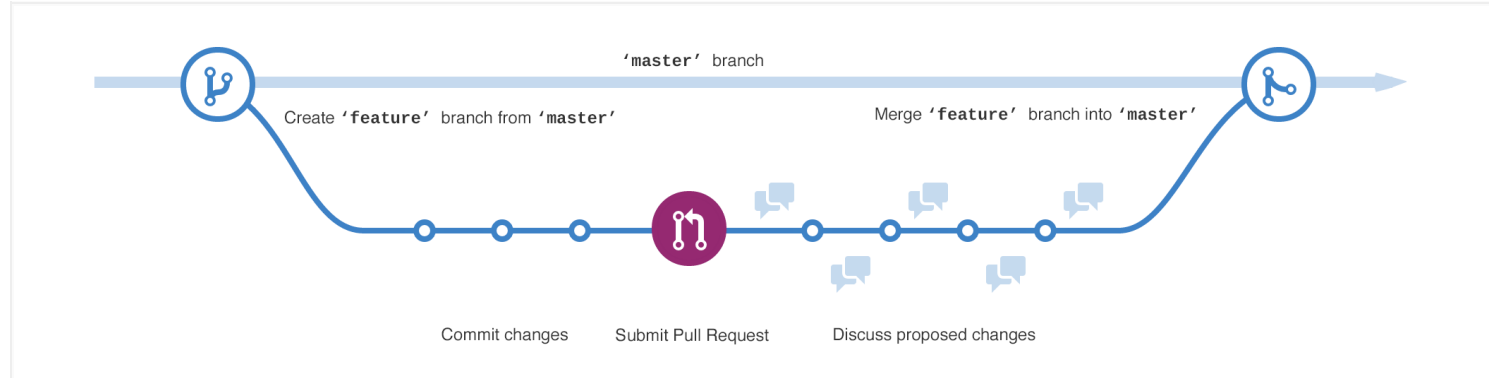 ‘master’ branch
Create ‘feature’ branch from ‘master’
Merge ‘feature’ branch into ‘master’
Commit changes
Submit Pull Request
Discuss proposed changes